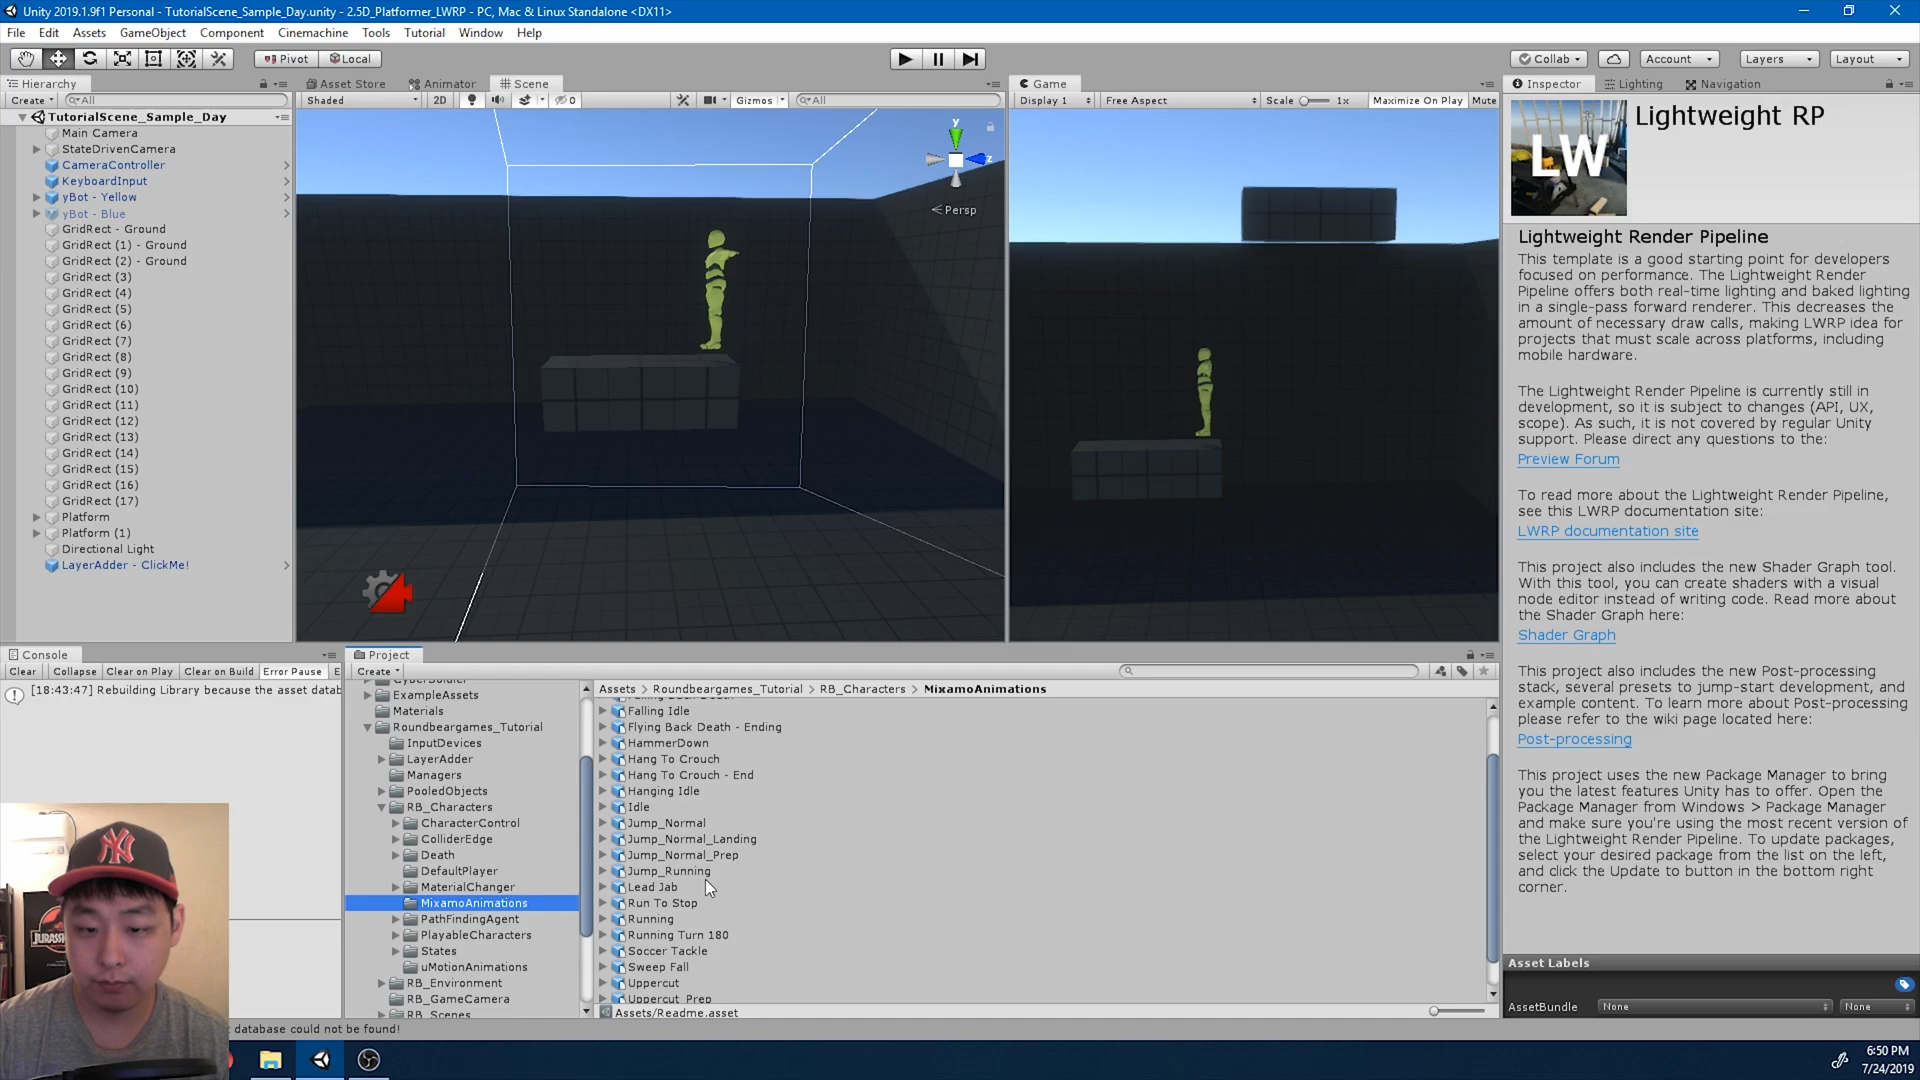 Unity 2019.1.9f1 Personal - TutorialScene_Sample_Day.unity - 2.5D_Platformer_LWRP - PC, Mac & Linux Standalone <DX11>
File Edit Assets GameObject Component Cinemachine Tools Tutorial Window Help
Pivot Local
Collab Account Layers Layout
Hierarchy
Create All
TutorialScene_Sample_Day
Main Camera
StateDrivenCamera
CameraController
KeyboardInput
yBot - Yellow
yBot - Blue
GridRect - Ground
GridRect (1) - Ground
GridRect (2) - Ground
GridRect (3)
GridRect (4)
GridRect (5)
GridRect (6)
GridRect (7)
GridRect (8)
GridRect (9)
GridRect (10)
GridRect (11)
GridRect (12)
GridRect (13)
GridRect (14)
GridRect (15)
GridRect (16)
GridRect (17)
Platform
Platform (1)
Directional Light
LayerAdder - ClickMe!
Asset Store Animator Scene
Shaded 2D 0 Gizmos All
y
z
Persp
Game
Display 1 Free Aspect Scale 1x Maximize On Play Mute
Inspector Lighting Navigation
LW
Lightweight RP
Lightweight Render Pipeline
This template is a good starting point for developers
focused on performance. The Lightweight Render
Pipeline offers both real-time lighting and baked lighting
in a single-pass forward renderer. This decreases the
amount of necessary draw calls, making LWRP idea for
projects that must scale across platforms, including
mobile hardware.
The Lightweight Render Pipeline is currently still in
development, so it is subject to changes (API, UX,
scope). As such, it is not covered by regular Unity
support. Please direct any questions to the:
Preview Forum
To read more about the Lightweight Render Pipeline,
see this LWRP documentation site:
LWRP documentation site
This project also includes the new Shader Graph tool.
With this tool, you can create shaders with a visual
node editor instead of writing code. Read more about
the Shader Graph here:
Shader Graph
This project also includes the new Post-processing
stack, several presets to jump-start development, and
example content. To learn more about Post-processing
please refer to the wiki page located here:
Post-processing
This project uses the new Package Manager to bring
you the latest features Unity has to offer. Open the
Package Manager from Windows > Package Manager
and make sure you're using the most recent version of
the Lightweight Render Pipeline. To update packages,
select your desired package from the list on the left,
and click the Update to button in the bottom right
corner.
Asset Labels
AssetBundle None None
Console
Clear Collapse Clear on Play Clear on Build Error Pause E
[18:43:47] Rebuilding Library because the asset datab
database could not be found!
Project
Create
ExampleAssets
Materials
Roundbeargames_Tutorial
InputDevices
LayerAdder
Managers
PooledObjects
RB_Characters
CharacterControl
ColliderEdge
Death
DefaultPlayer
MaterialChanger
MixamoAnimations
PathFindingAgent
PlayableCharacters
States
uMotionAnimations
RB_Environment
RB_GameCamera
RB_Scenes
Assets > Roundbeargames_Tutorial > RB_Characters > MixamoAnimations
Falling Idle
Flying Back Death - Ending
HammerDown
Hang To Crouch
Hang To Crouch - End
Hanging Idle
Idle
Jump_Normal
Jump_Normal_Landing
Jump_Normal_Prep
Jump_Running
Lead Jab
Run To Stop
Running
Running Turn 180
Soccer Tackle
Sweep Fall
Uppercut
Uppercut_Prep
Assets/Readme.asset
6:50 PM
7/24/2019